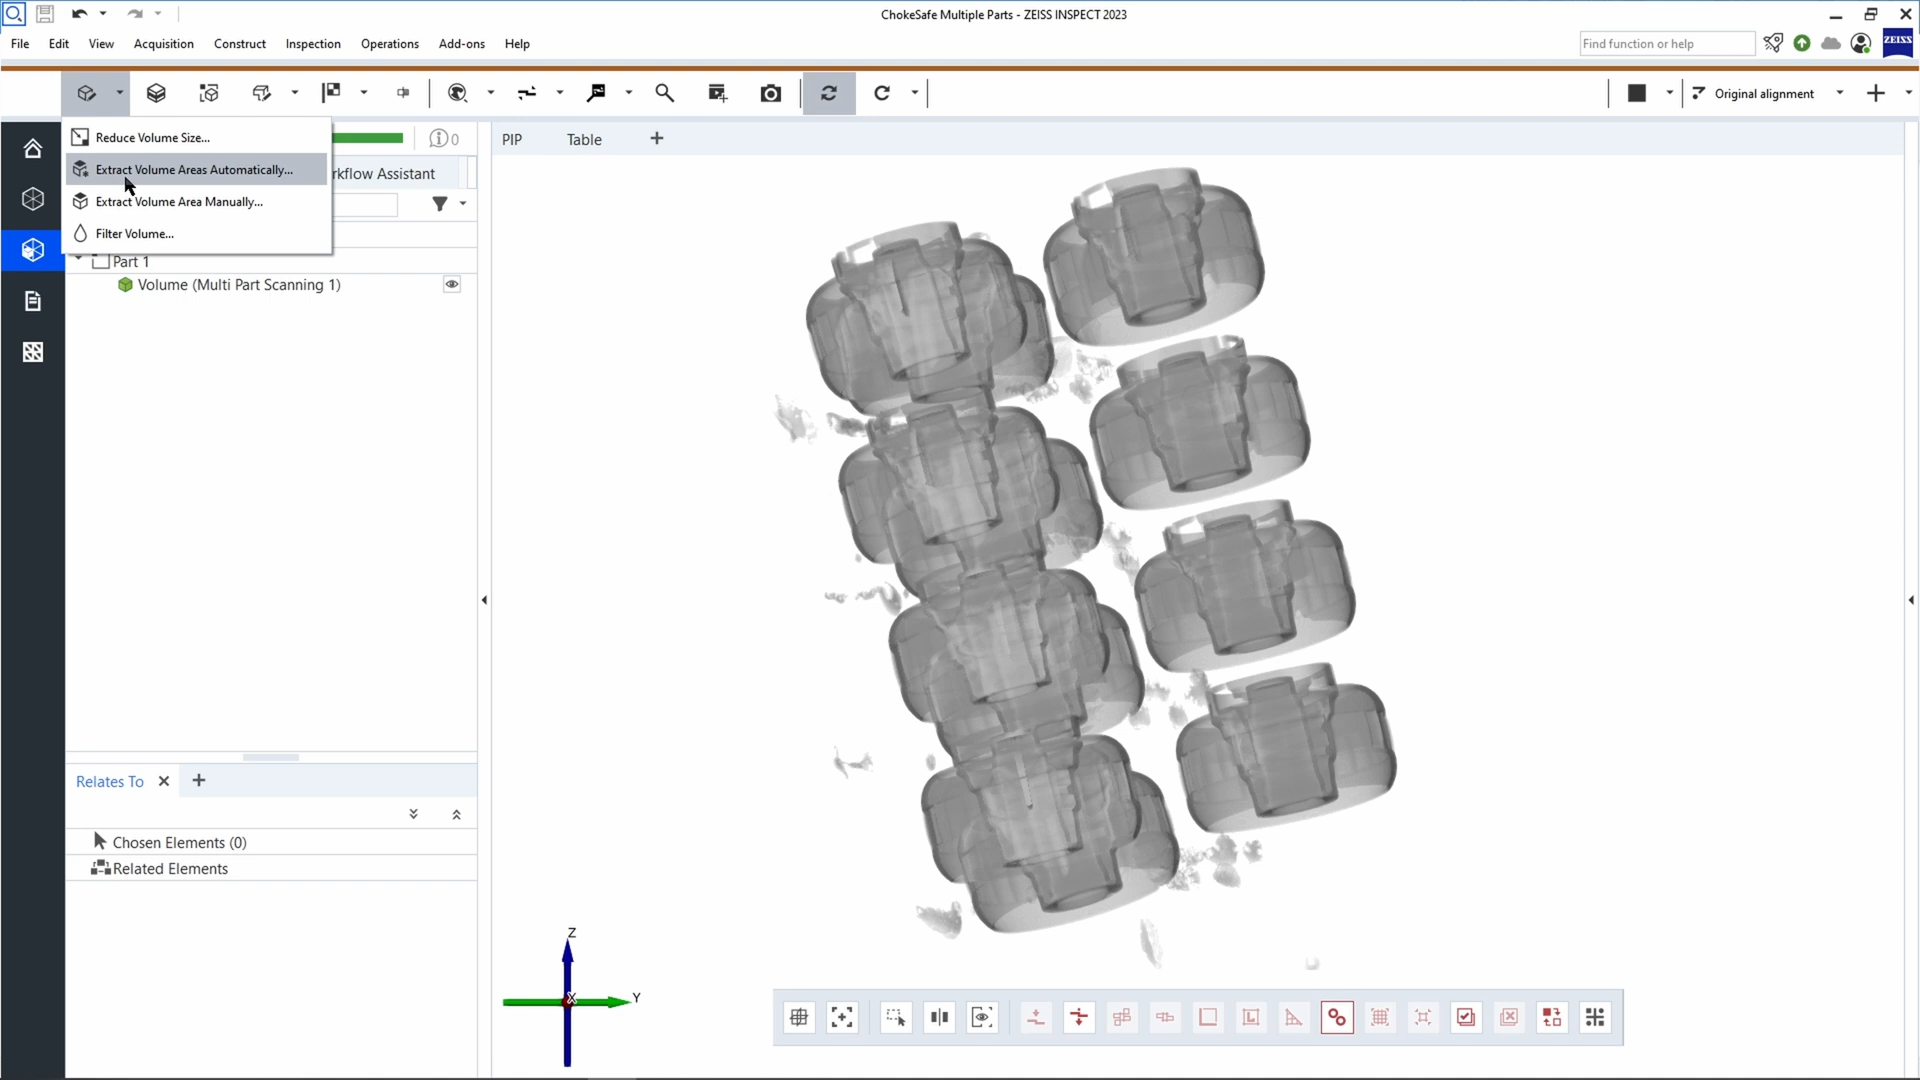 ChokeSafe Multiple Parts - ZEISS INSPECT 2023
File Edit View Acquisition Construct Inspection Operations Add-ons Help
Find function or help
ZEISS
Original alignment
Reduce Volume Size...
Extract Volume Areas Automatically...
Extract Volume Area Manually...
Filter Volume...
0
rkflow Assistant
PIP Table
Part 1
Volume (Multi Part Scanning 1)
Relates To
Chosen Elements (0)
Related Elements
Z
X
Y